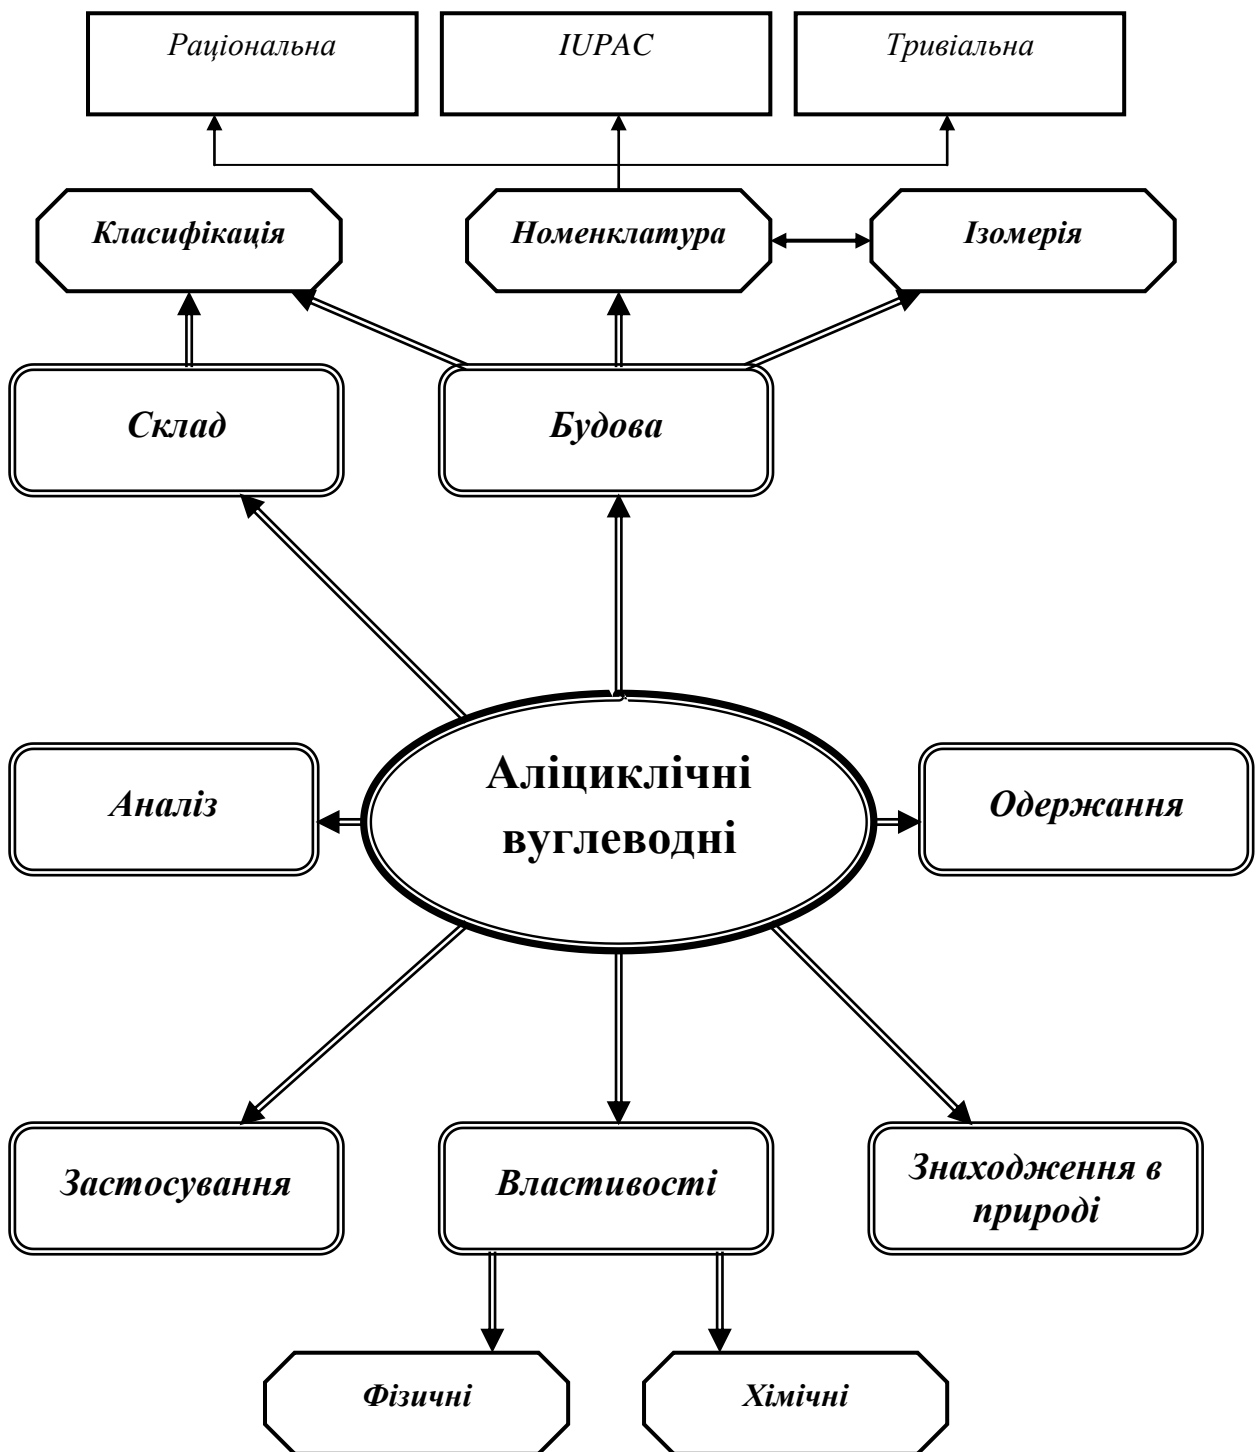 Раціональна
IUPAC
Тривіальна
Класифікація
Номенклатура
Ізомерія
Склад
Будова
Аліциклічні
вуглеводні
Аналіз
Одержання
Застосування
Властивості
Знаходження в
природі
Фізичні
Хімічні